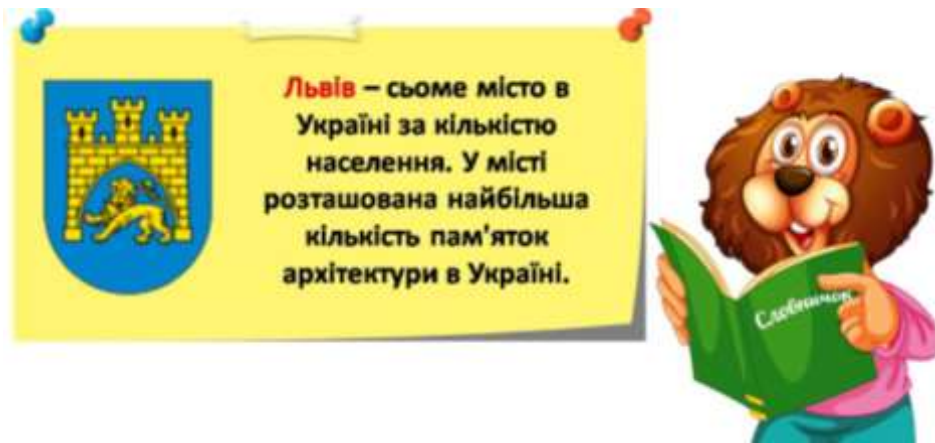 Львів – сьоме місто в
Україні за кількістю
населення. У місті
розташована найбільша
кількість пам'яток
архітектури в Україні.
Словничок